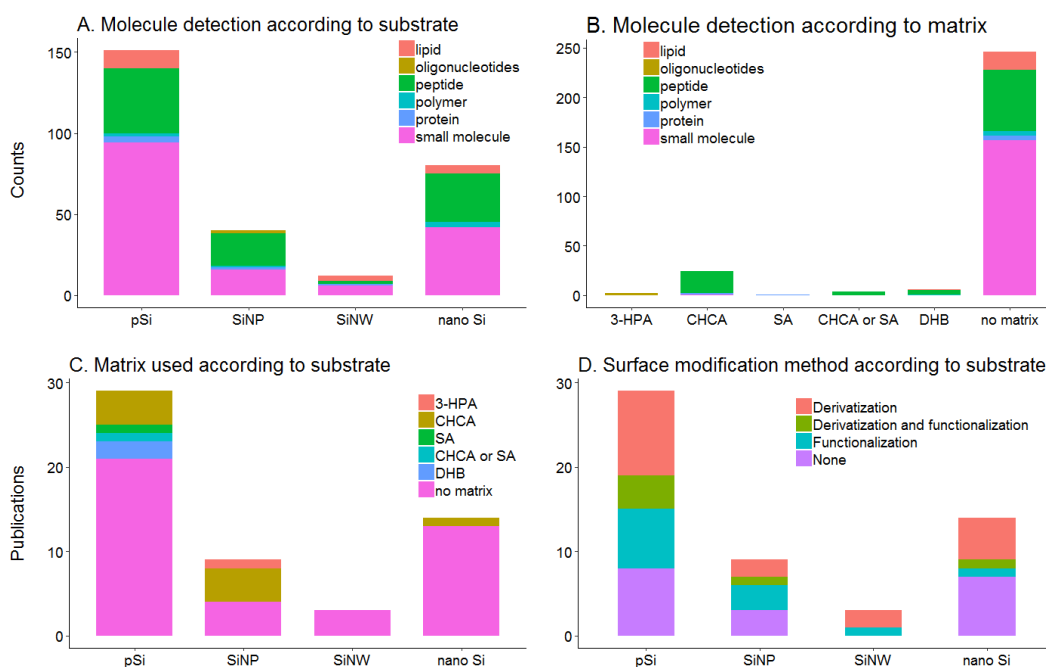 A. Molecule detection according to substrate
Counts
150
100
50
0
lipid
oligonucleotides
peptide
polymer
protein
small molecule
pSi SiNP SiNW nano Si
B. Molecule detection according to matrix
250
200
150
100
50
0
lipid
oligonucleotides
peptide
polymer
protein
small molecule
3-HPA CHCA SA CHCA or SA DHB no matrix
C. Matrix used according to substrate
Publications
30
20
10
0
3-HPA
CHCA
SA
CHCA or SA
DHB
no matrix
pSi SiNP SiNW nano Si
D. Surface modification method according to substrate
30
20
10
0
Derivatization
Derivatization and functionalization
Functionalization
None
pSi SiNP SiNW nano Si